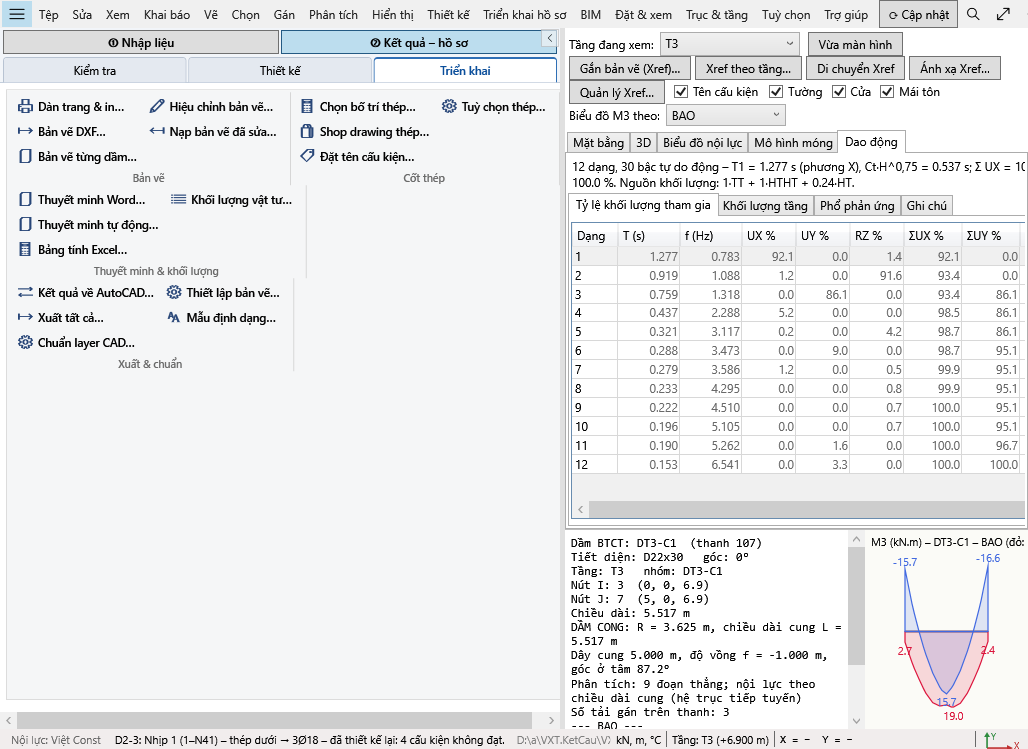 Tệp Sửa Xem Khai báo Vẽ Chọn Gán Phân tích Hiển thị Thiết kế Triển khai hồ sơ BIM Đặt & xem Trục & tầng Tuỳ chọn Trợ giúp ⟳ Cập nhật
① Nhập liệu
② Kết quả – hồ sơ
Kiểm tra Thiết kế Triển khai
Dàn trang & in... Hiệu chỉnh bản vẽ...
Bản vẽ DXF... Nạp bản vẽ đã sửa...
Bản vẽ từng dầm...
Bản vẽ
Chọn bố trí thép... Tuỳ chọn thép...
Shop drawing thép...
Đặt tên cấu kiện...
Cốt thép
Thuyết minh Word... Khối lượng vật tư...
Thuyết minh tự động...
Bảng tính Excel...
Thuyết minh & khối lượng
Kết quả về AutoCAD... Thiết lập bản vẽ...
Xuất tất cả... Mẫu định dạng...
Chuẩn layer CAD...
Xuất & chuẩn
Tầng đang xem: T3 Vừa màn hình
Gắn bản vẽ (Xref)... Xref theo tầng... Di chuyển Xref Ánh xạ Xref...
Quản lý Xref... Tên cấu kiện Tường Cửa Mái tôn
Biểu đồ M3 theo: BAO
Mặt bằng 3D Biểu đồ nội lực Mô hình móng Dao động
12 dạng, 30 bậc tự do động – T1 = 1.277 s (phương X), Ct·H^0,75 = 0.537 s; Σ UX = 10
100.0 %. Nguồn khối lượng: 1·TT + 1·HTHT + 0.24·HT.
Tỷ lệ khối lượng tham gia Khối lượng tầng Phổ phản ứng Ghi chú
Dạng T (s) f (Hz) UX % UY % RZ % ΣUX % ΣUY %
1 1.277 0.783 92.1 0.0 1.4 92.1 0.0
2 0.919 1.088 1.2 0.0 91.6 93.4 0.0
3 0.759 1.318 0.0 86.1 0.0 93.4 86.1
4 0.437 2.288 5.2 0.0 0.0 98.5 86.1
5 0.321 3.117 0.2 0.0 4.2 98.7 86.1
6 0.288 3.473 0.0 9.0 0.0 98.7 95.1
7 0.279 3.586 1.2 0.0 0.5 99.9 95.1
8 0.233 4.295 0.0 0.0 0.8 99.9 95.1
9 0.222 4.510 0.0 0.0 0.7 100.0 95.1
10 0.196 5.105 0.0 0.0 0.7 100.0 95.1
11 0.190 5.262 0.0 1.6 0.0 100.0 96.7
12 0.153 6.541 0.0 3.3 0.0 100.0 100.0
Dầm BTCT: DT3-C1 (thanh 107)
Tiết diện: D22x30 góc: 0°
Tầng: T3 nhóm: DT3-C1
Nút I: 3 (0, 0, 6.9)
Nút J: 7 (5, 0, 6.9)
Chiều dài: 5.517 m
DẦM CONG: R = 3.625 m, chiều dài cung L =
5.517 m
Dây cung 5.000 m, độ vồng f = -1.000 m,
góc ở tâm 87.2°
Phân tích: 9 đoạn thẳng; nội lực theo
chiều dài cung (hệ trục tiếp tuyến)
Số tải gán trên thanh: 3
--- BAO ---
M3 (kN.m) – DT3-C1 – BAO (đỏ:
-15.7 -16.6
2.7 2.4
15.7
19.0
Nội lực: Việt Const D2-3: Nhịp 1 (1–N41) – thép dưới → 3Ø18 – đã thiết kế lại: 4 cấu kiện không đạt. D:\a\VXT.KetCau\V kN, m, °C Tầng: T3 (+6.900 m) X = – Y = – Y X